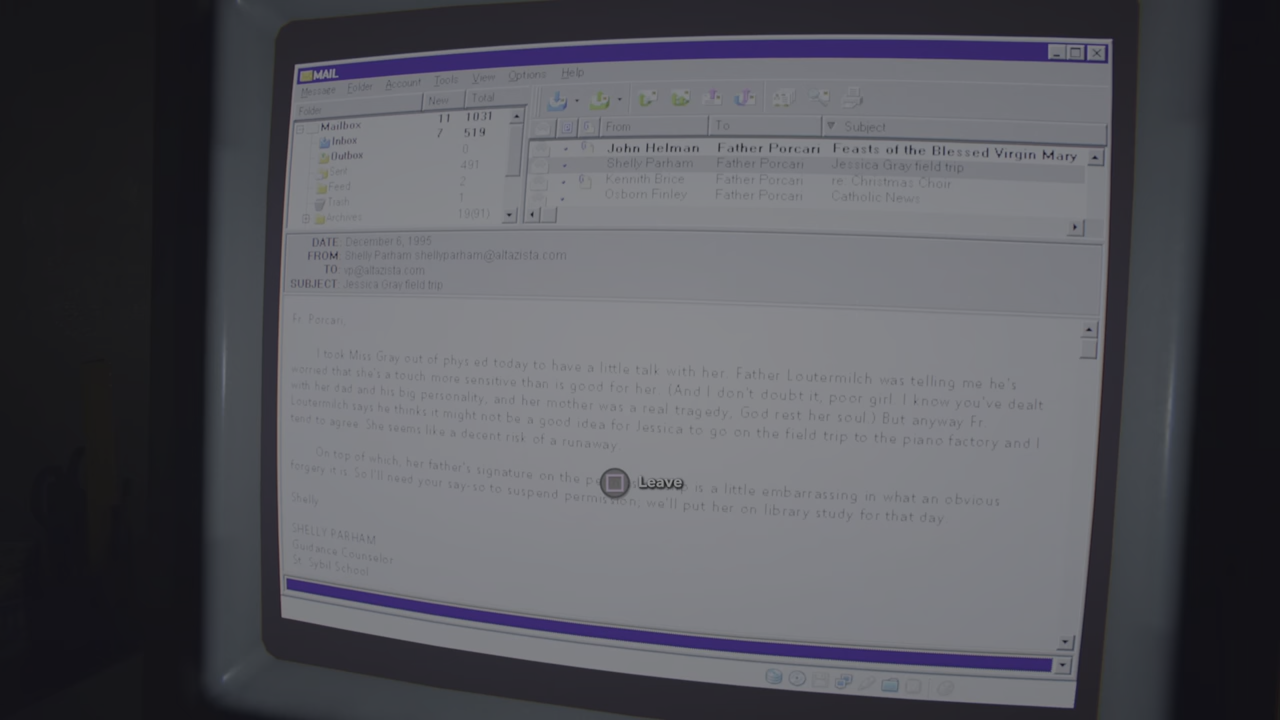 MAIL
Message Folder Account Tools View Options Help
Folder New Total
Mailbox 11 1031
Inbox 7 519
Outbox 0
Sent 491
Feed 2
Trash 1
Archives 19(91)
From To Subject
John Helman Father Porcari Feasts of the Blessed Virgin Mary
Shelly Parham Father Porcari Jessica Gray field trip
Kennith Brice Father Porcari re: Christmas Choir
Osborn Finley Father Porcari Catholic News
DATE: December 6, 1995
FROM: Shelly Parham shellyparham@altazista.com
TO: vp@altazista.com
SUBJECT: Jessica Gray field trip
Fr. Porcari,
I took Miss Gray out of phys ed today to have a little talk with her. Father Loutermilch was telling me he's
worried that she's a touch more sensitive than is good for her. (And I don't doubt it, poor girl. I know you've dealt
with her dad and his big personality, and her mother was a real tragedy, God rest her soul.) But anyway Fr
Loutermilch says he thinks it might not be a good idea for Jessica to go on the field trip to the piano factory and I
tend to agree. She seems like a decent risk of a runaway.
On top of which, her father's signature on the is a little embarrassing in what an obvious
forgery it is. So I'll need your say-so to suspend permission, we'll put her on library study for that day
Leave
Shelly
SHELLY PARHAM
Guidance Counselor
St. Sybil School